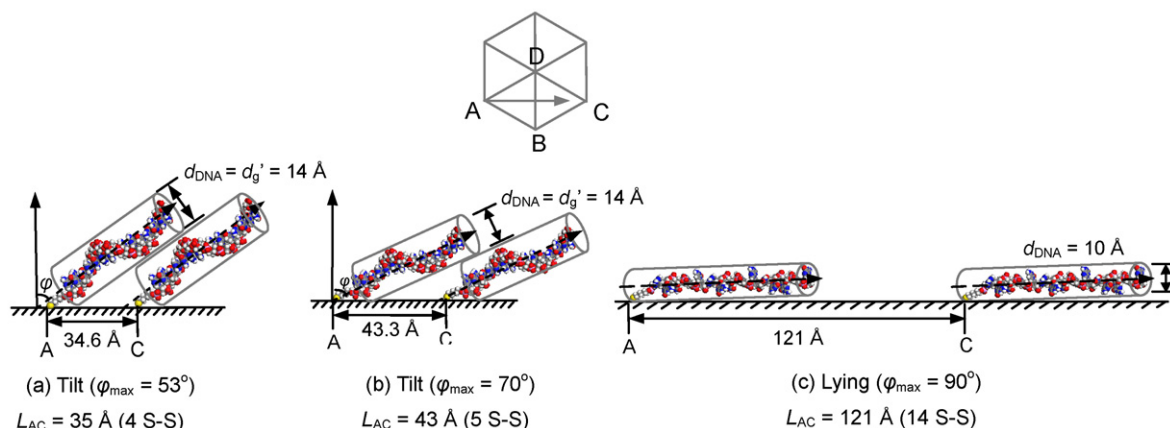 D
A
C
B
d_DNA = d_g' = 14 Å
φ
34.6 Å
A
C
(a) Tilt (φ_max = 53°)
L_AC = 35 Å (4 S-S)
d_DNA = d_g' = 14 Å
φ
43.3 Å
A
C
(b) Tilt (φ_max = 70°)
L_AC = 43 Å (5 S-S)
d_DNA = 10 Å
121 Å
A
C
(c) Lying (φ_max = 90°)
L_AC = 121 Å (14 S-S)